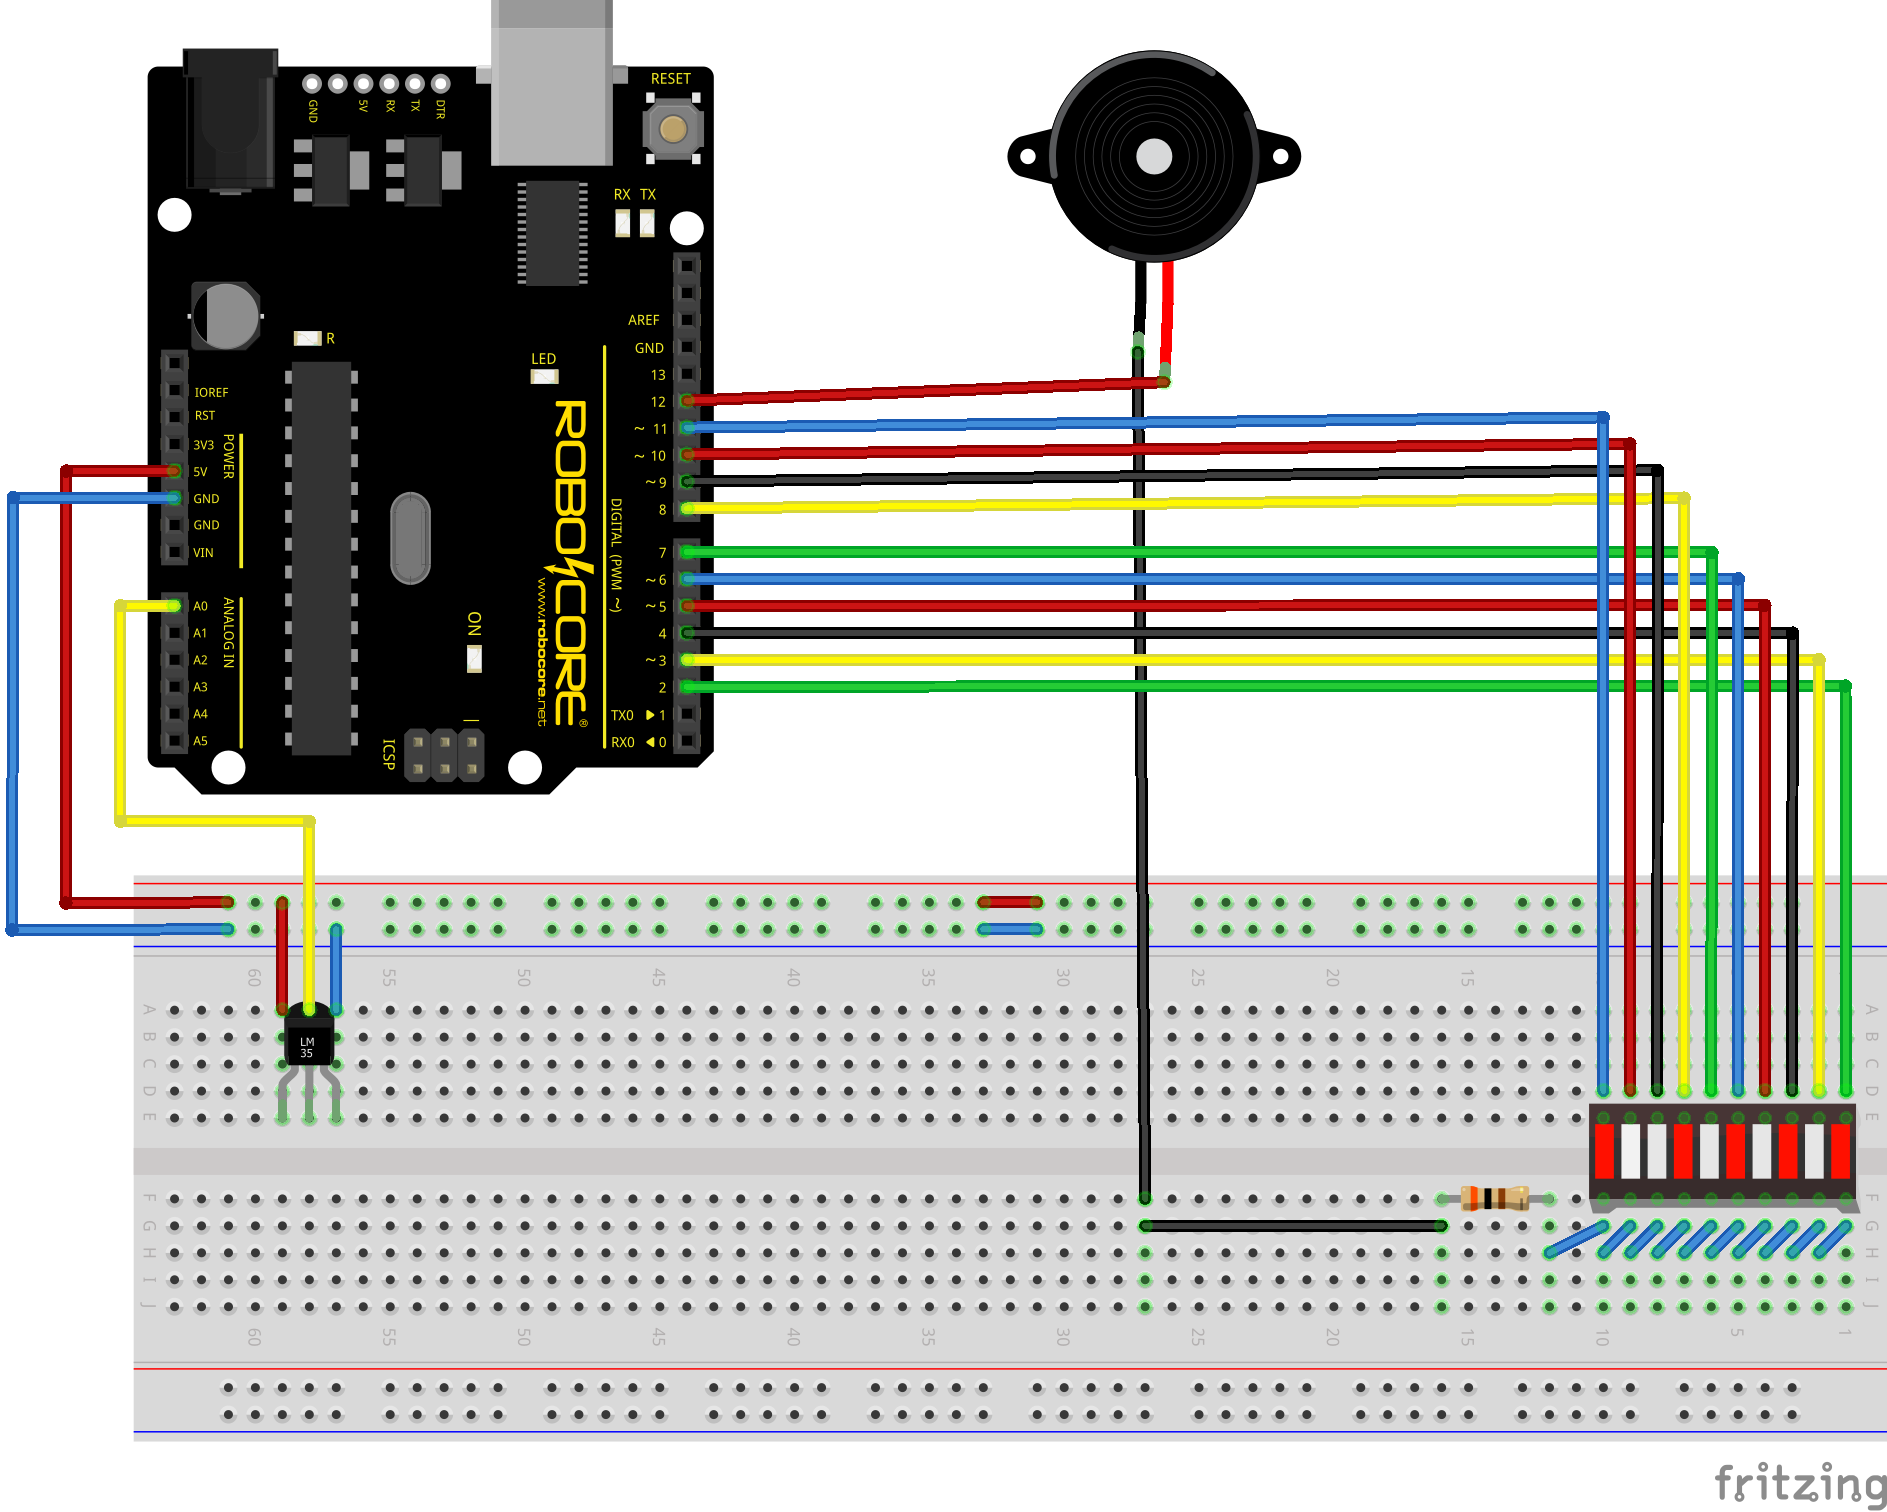 RESET
GND
5V
RX
TX
DTR
RX TX
R
LED
IOREF
RST
3V3
5V
GND
GND
VIN
POWER
A0
A1
A2
A3
A4
A5
ANALOG IN
AREF
GND
13
12
~ 11
~ 10
~ 9
8
7
~ 6
~ 5
4
~ 3
2
TX0 ▶ 1
RX0 ◀ 0
DIGITAL (PWM ~)
ROBOCORE®
www.robocore.net
ON
ICSP
60 55 50 45 40 35 30 25 20 15
A A
B B
C C
D D
E E
LM
35
F F
G G
H H
I I
J J
60 55 50 45 40 35 30 25 20 15 10 5 1
fritzing